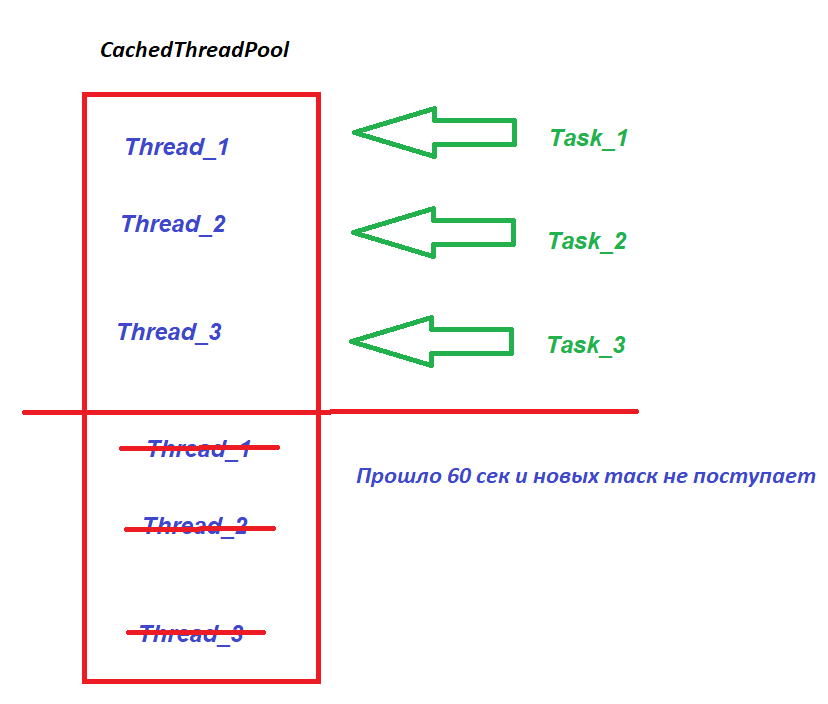 CachedThreadPool
Thread_1
Task_1
Thread_2
Task_2
Thread_3
Task_3
Thread_1
Прошло 60 сек и новых таск не поступает
Thread_2
Thread_3